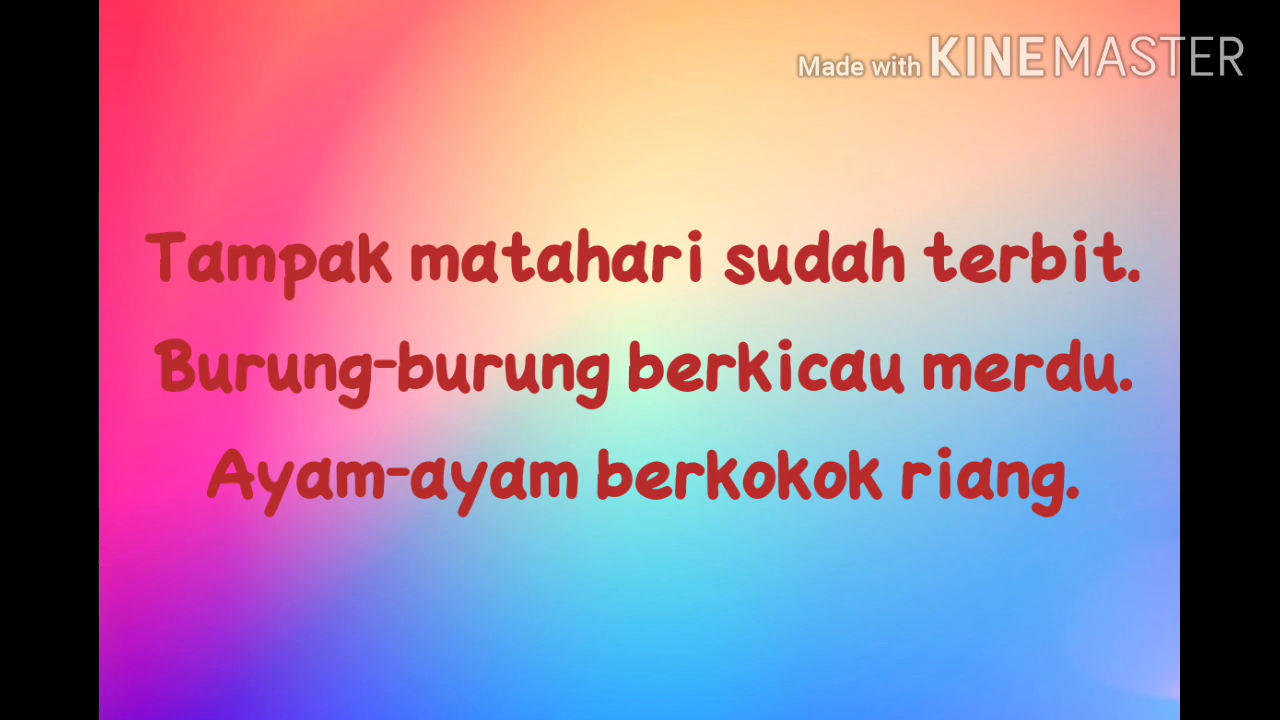 Made with KINEMASTER
Tampak matahari sudah terbit.
Burung-burung berkicau merdu.
Ayam-ayam berkokok riang.